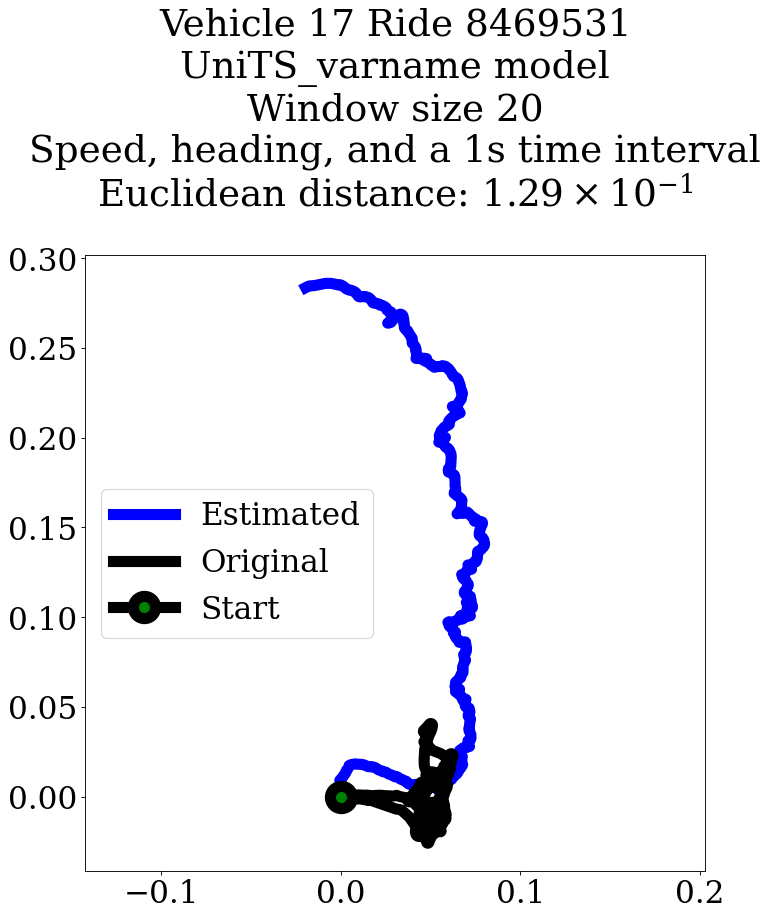 Vehicle 17 Ride 8469531
UniTS_varname model
Window size 20
Speed, heading, and a 1s time interval
Euclidean distance: 1.29 × 10⁻¹
0.30
0.25
0.20
0.15
0.10
0.05
0.00
Estimated
Original
Start
−0.1
0.0
0.1
0.2